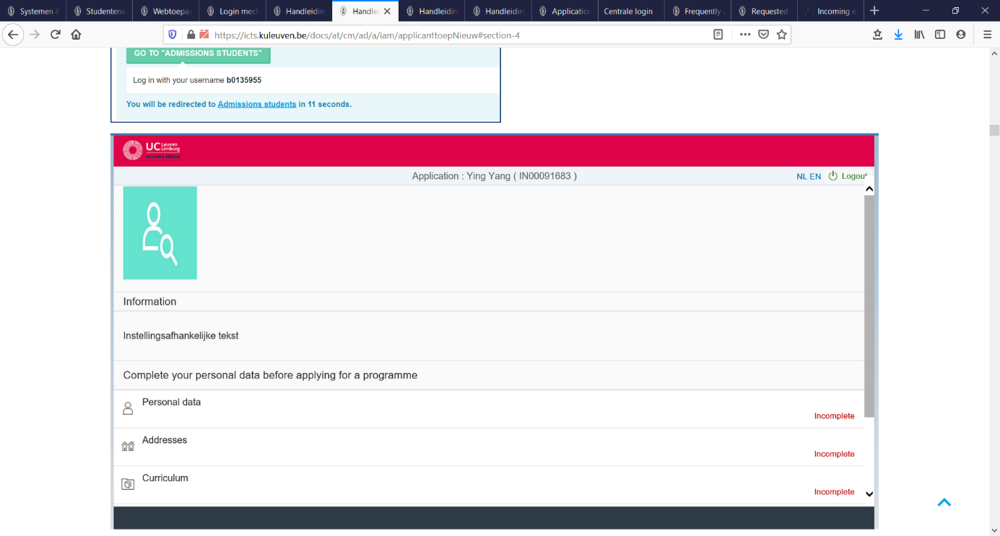 Systemen &
Studentena
Webtoepas
Login mech
Handleidin
Handlei
Handleidin
Handleidin
Application
Centrale login
Frequently
Requested
Incoming e
https://icts.kuleuven.be/docs/at/cm/ad/a/iam/applicanttoepNieuw#section-4
GO TO "ADMISSIONS STUDENTS"
Log in with your username b0135955
You will be redirected to Admissions students in 11 seconds.
UC Leuven Limburg
MOVING MINDS
Application : Ying Yang ( IN00091683 )
NL EN Logout
Information
Instellingsafhankelijke tekst
Complete your personal data before applying for a programme
Personal data
Incomplete
Addresses
Incomplete
Curriculum
Incomplete